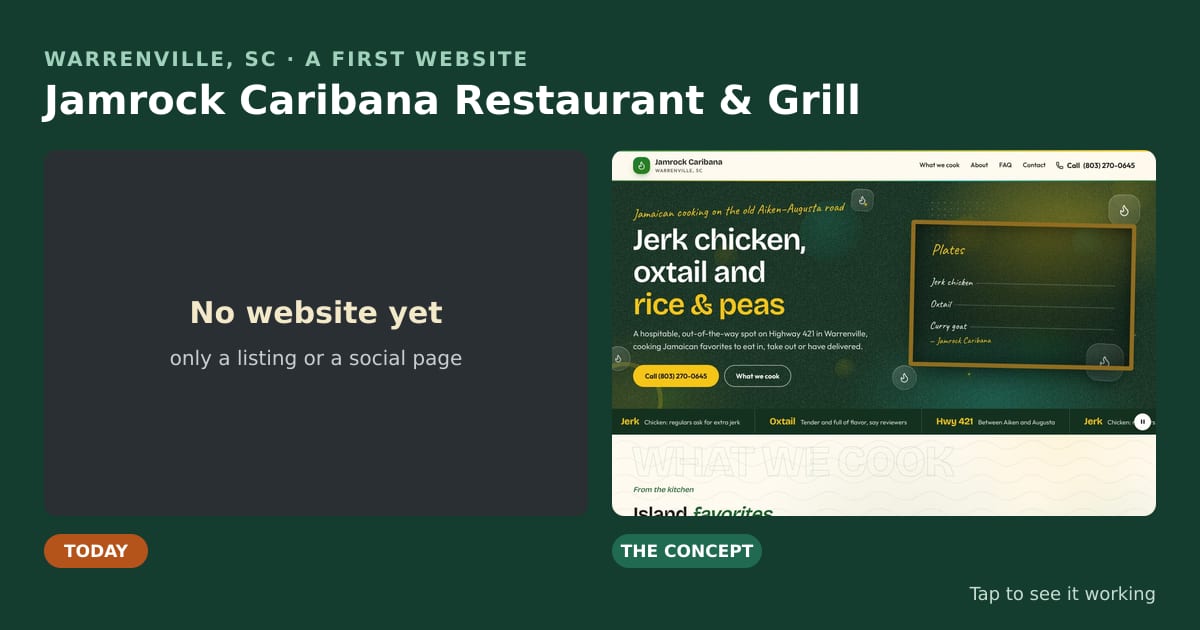 WARRENVILLE, SC · A FIRST WEBSITE
Jamrock Caribana Restaurant & Grill
No website yet
only a listing or a social page
TODAY
Jamrock Caribana
WARRENVILLE, SC
What we cook About FAQ Contact Call (803) 270-0645
Jamaican cooking on the old Aiken–Augusta road
Jerk chicken,
oxtail and
rice & peas
A hospitable, out-of-the-way spot on Highway 421 in Warrenville,
cooking Jamaican favorites to eat in, take out or have delivered.
Call (803) 270-0645 What we cook
Plates
Jerk chicken
Oxtail
Curry goat
– Jamrock Caribana
Jerk Chicken: regulars ask for extra jerk Oxtail Tender and full of flavor, say reviewers Hwy 421 Between Aiken and Augusta Jerk Chicken:
WHAT WE COOK
From the kitchen
Island favorites
THE CONCEPT
Tap to see it working